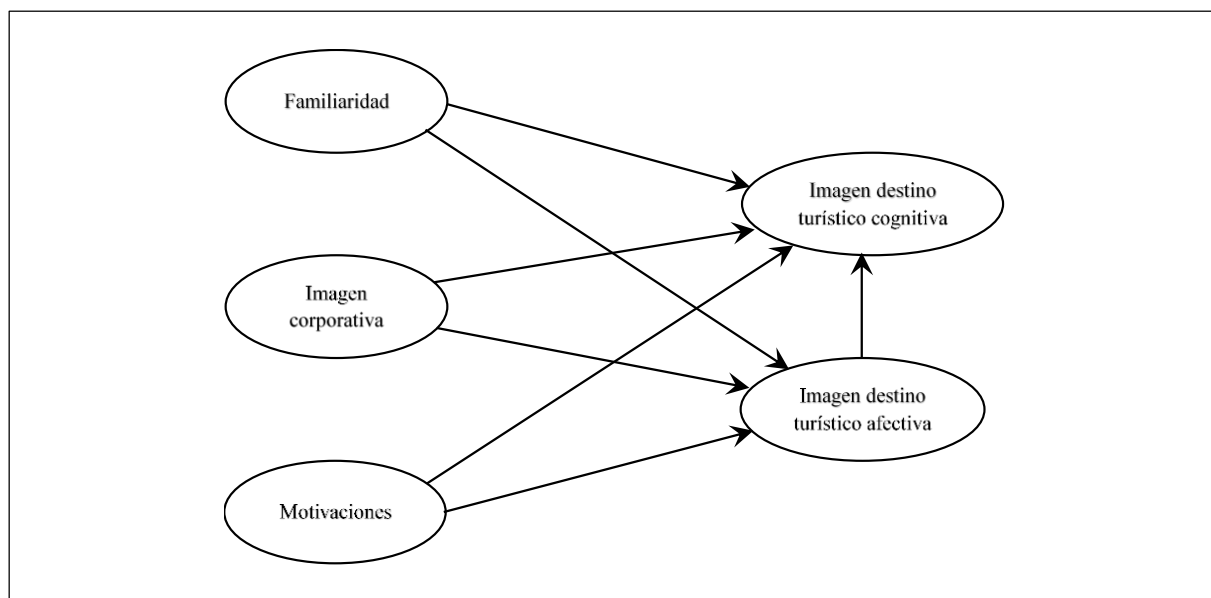 Familiaridad
Imagen
corporativa
Motivaciones
Imagen destino
turístico cognitiva
Imagen destino
turístico afectiva